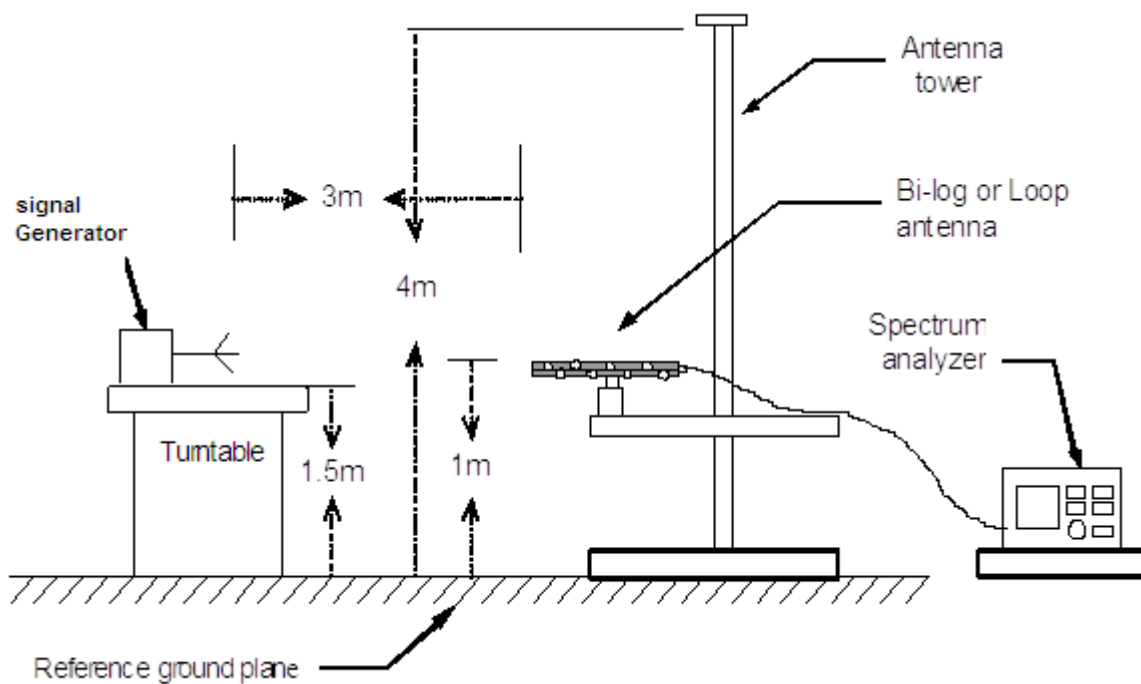 Antenna
tower
3m
signal
Generator
Bi-log or Loop
antenna
4m
Spectrum
analyzer
Turntable
1.5m
1m
Reference ground plane